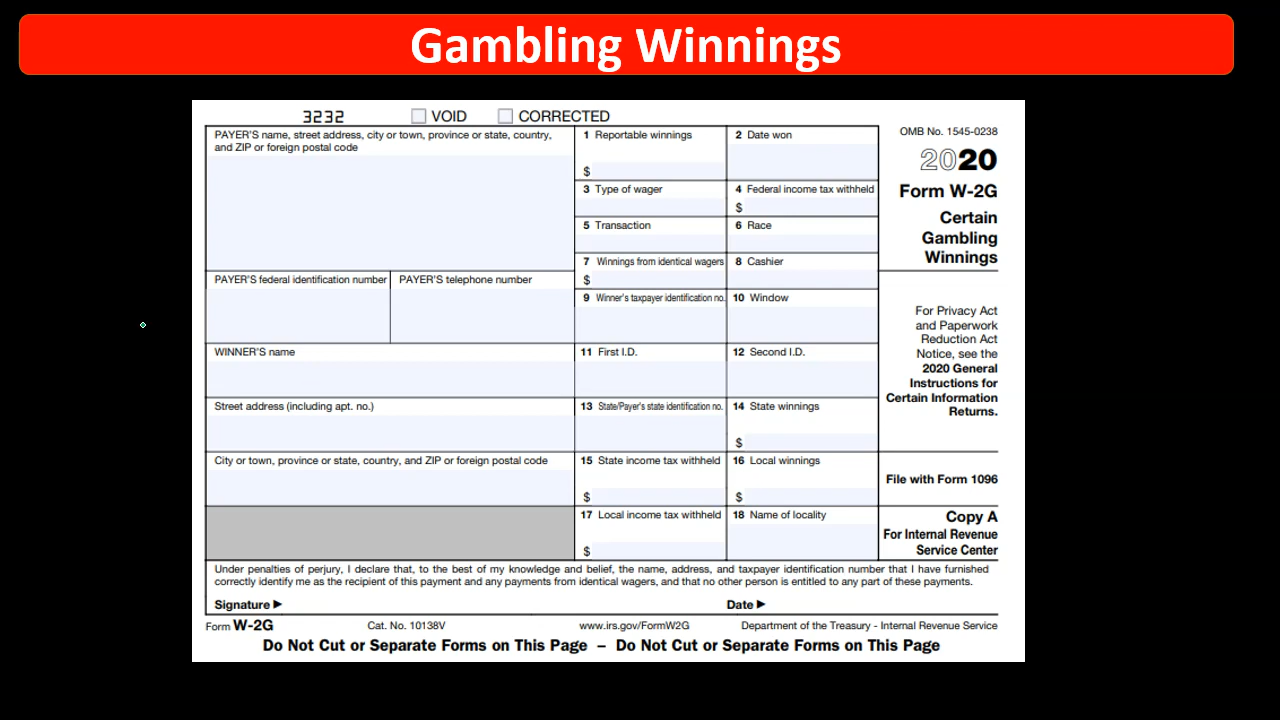 Gambling Winnings
3232 VOID CORRECTED
PAYER'S name, street address, city or town, province or state, country,
and ZIP or foreign postal code
1 Reportable winnings
$
2 Date won
OMB No. 1545-0238
2020
Form W-2G
Certain
Gambling
Winnings
3 Type of wager
4 Federal income tax withheld
$
5 Transaction
6 Race
7 Winnings from identical wagers
$
8 Cashier
PAYER'S federal identification number
PAYER'S telephone number
9 Winner's taxpayer identification no.
10 Window
For Privacy Act
and Paperwork
Reduction Act
Notice, see the
2020 General
Instructions for
Certain Information
Returns.
WINNER'S name
11 First I.D.
12 Second I.D.
Street address (including apt. no.)
13 State/Payer's state identification no.
14 State winnings
$
City or town, province or state, country, and ZIP or foreign postal code
15 State income tax withheld
$
16 Local winnings
$
File with Form 1096
17 Local income tax withheld
$
18 Name of locality
Copy A
For Internal Revenue
Service Center
Under penalties of perjury, I declare that, to the best of my knowledge and belief, the name, address, and taxpayer identification number that I have furnished
correctly identify me as the recipient of this payment and any payments from identical wagers, and that no other person is entitled to any part of these payments.
Signature ▶ Date ▶
Form W-2G Cat. No. 10138V www.irs.gov/FormW2G Department of the Treasury - Internal Revenue Service
Do Not Cut or Separate Forms on This Page – Do Not Cut or Separate Forms on This Page